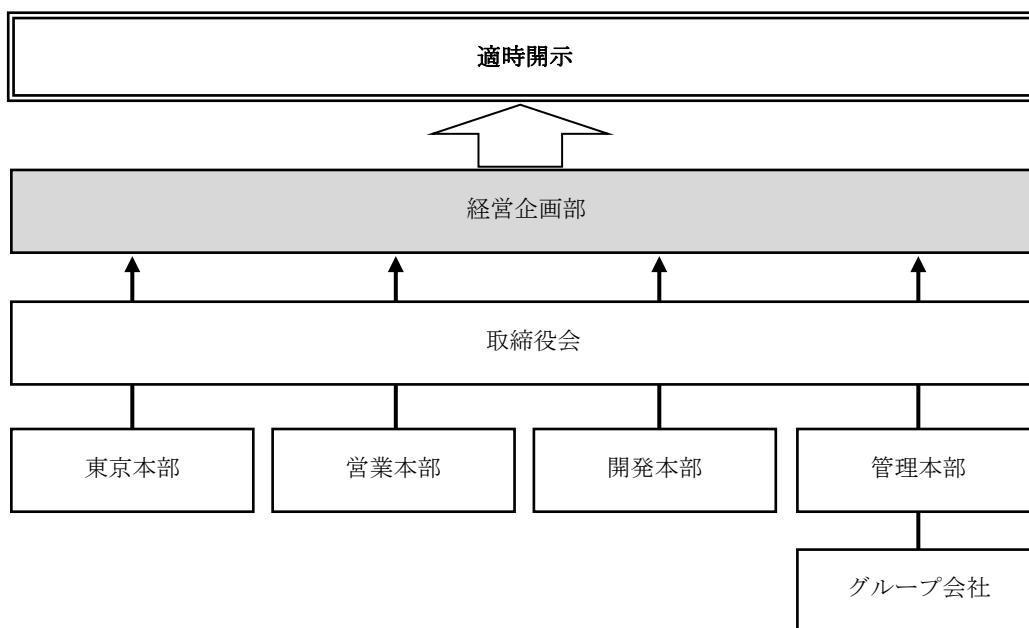 適時開示
経営企画部
取締役会
東京本部
営業本部
開発本部
管理本部
グループ会社